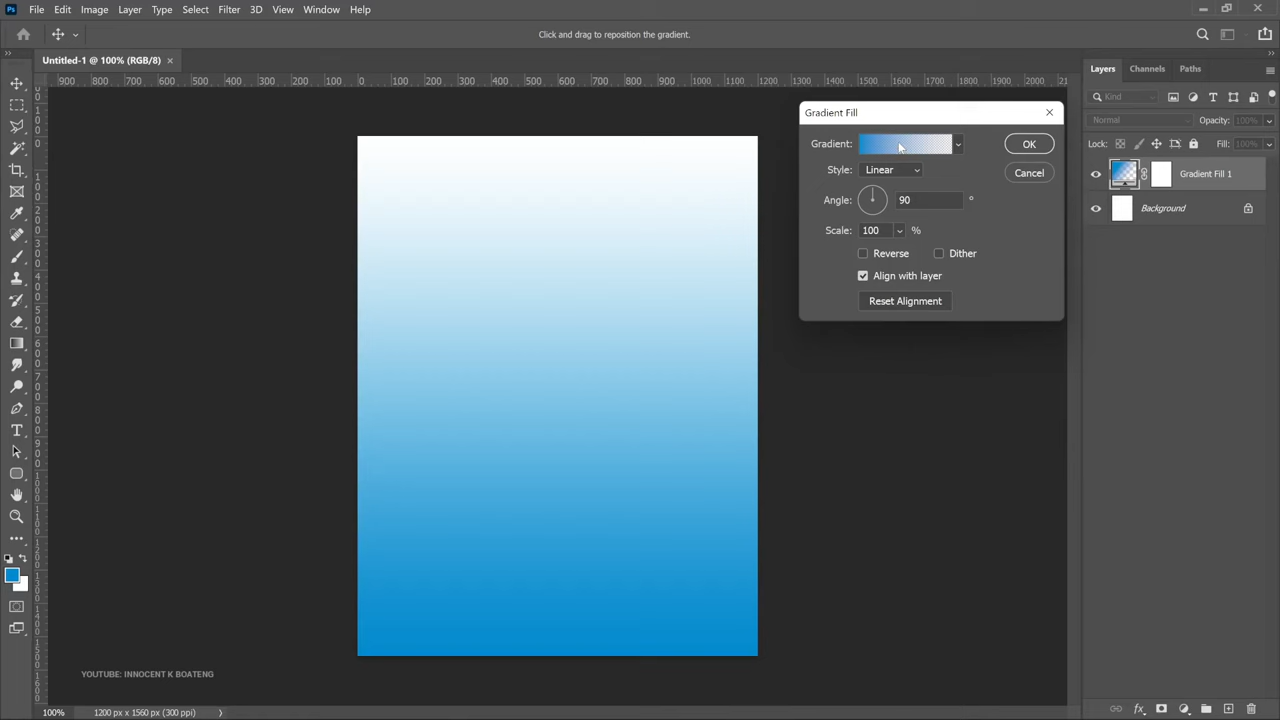 Ps File Edit Image Layer Type Select Filter 3D View Window Help
Click and drag to reposition the gradient.
Untitled-1 @ 100% (RGB/8) ×
900 800 700 600 500 400 300 200 100 0 100 200 300 400 500 600 700 800 900 1000 1100 1200 1300 1400 1500 1600 1700 1800 1900 2000
Layers Channels Paths
Kind
Normal Opacity: 100%
Lock: Fill: 100%
Gradient Fill 1
Background
Gradient Fill
Gradient: OK
Style: Linear Cancel
Angle: 90 °
Scale: 100 %
Reverse Dither
Align with layer
Reset Alignment
YOUTUBE: INNOCENT K BOATENG
100% 1200 px x 1560 px (300 ppi)